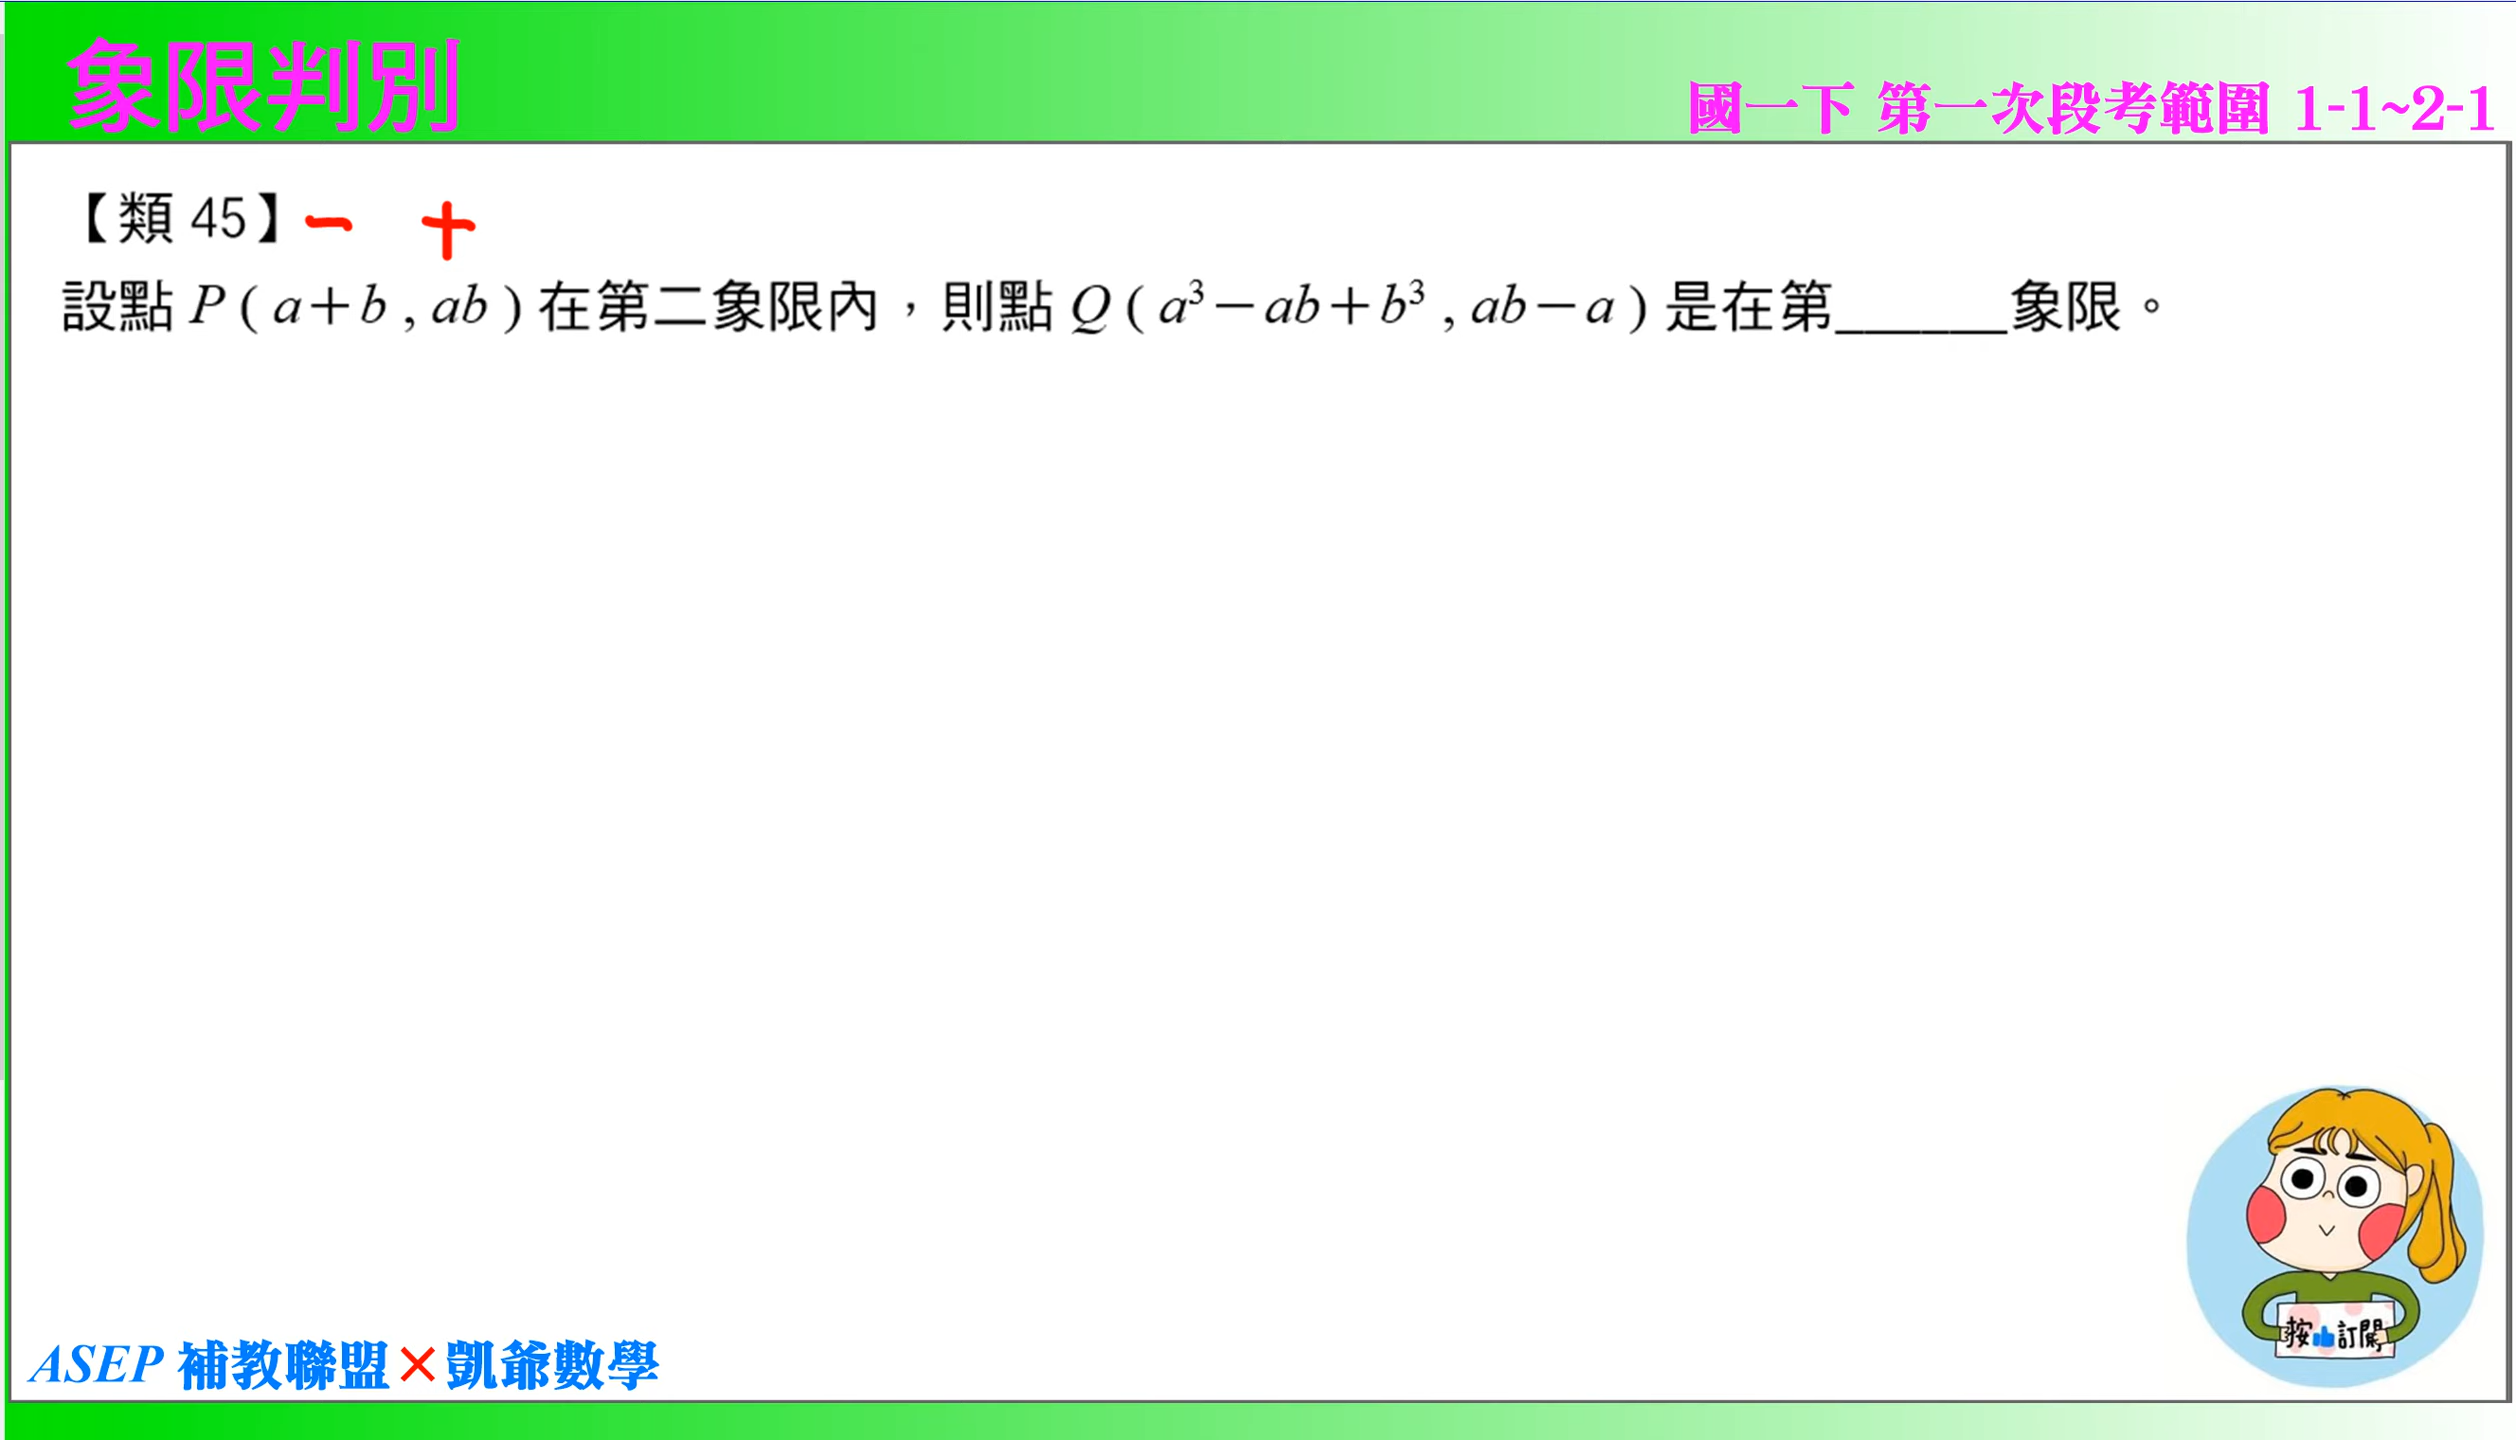 象限判別
國一下 第一次段考範圍 1-1~2-1
【類 45】 − +
設點 P ( a+b , ab ) 在第二象限內，則點 Q ( a³−ab+b³ , ab−a ) 是在第______象限。
按訂閱
ASEP 補教聯盟×凱爺數學